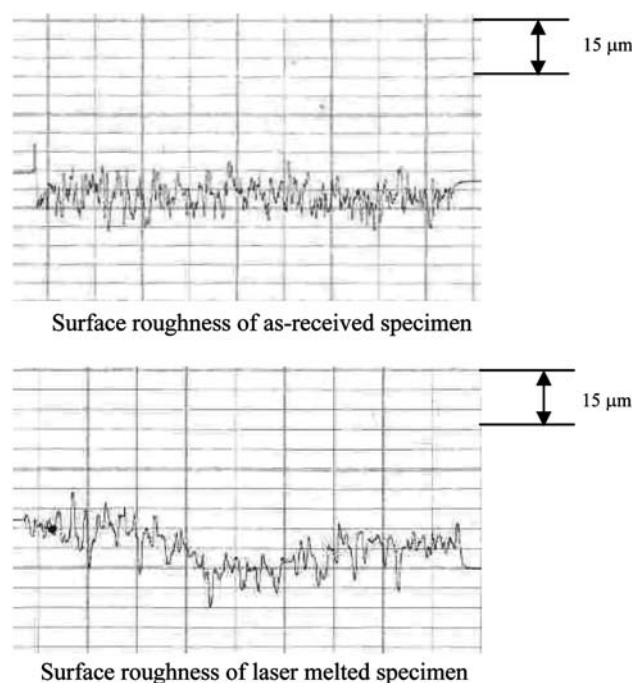 15 μm
Surface roughness of as-received specimen
15 μm
Surface roughness of laser melted specimen